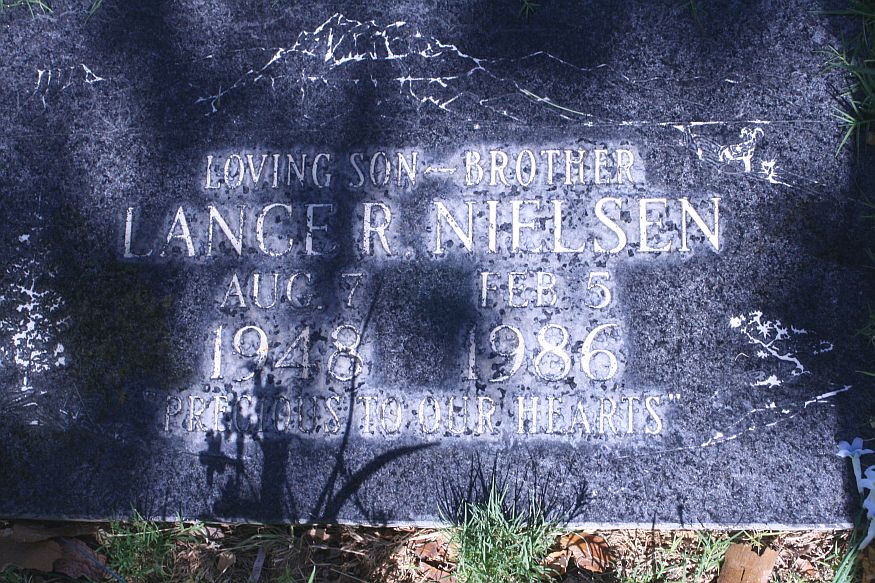 LOVING SON ~ BROTHER
LANCE R. NIELSEN
AUG. 7 FEB. 5
1948 1986
"PRECIOUS TO OUR HEARTS"